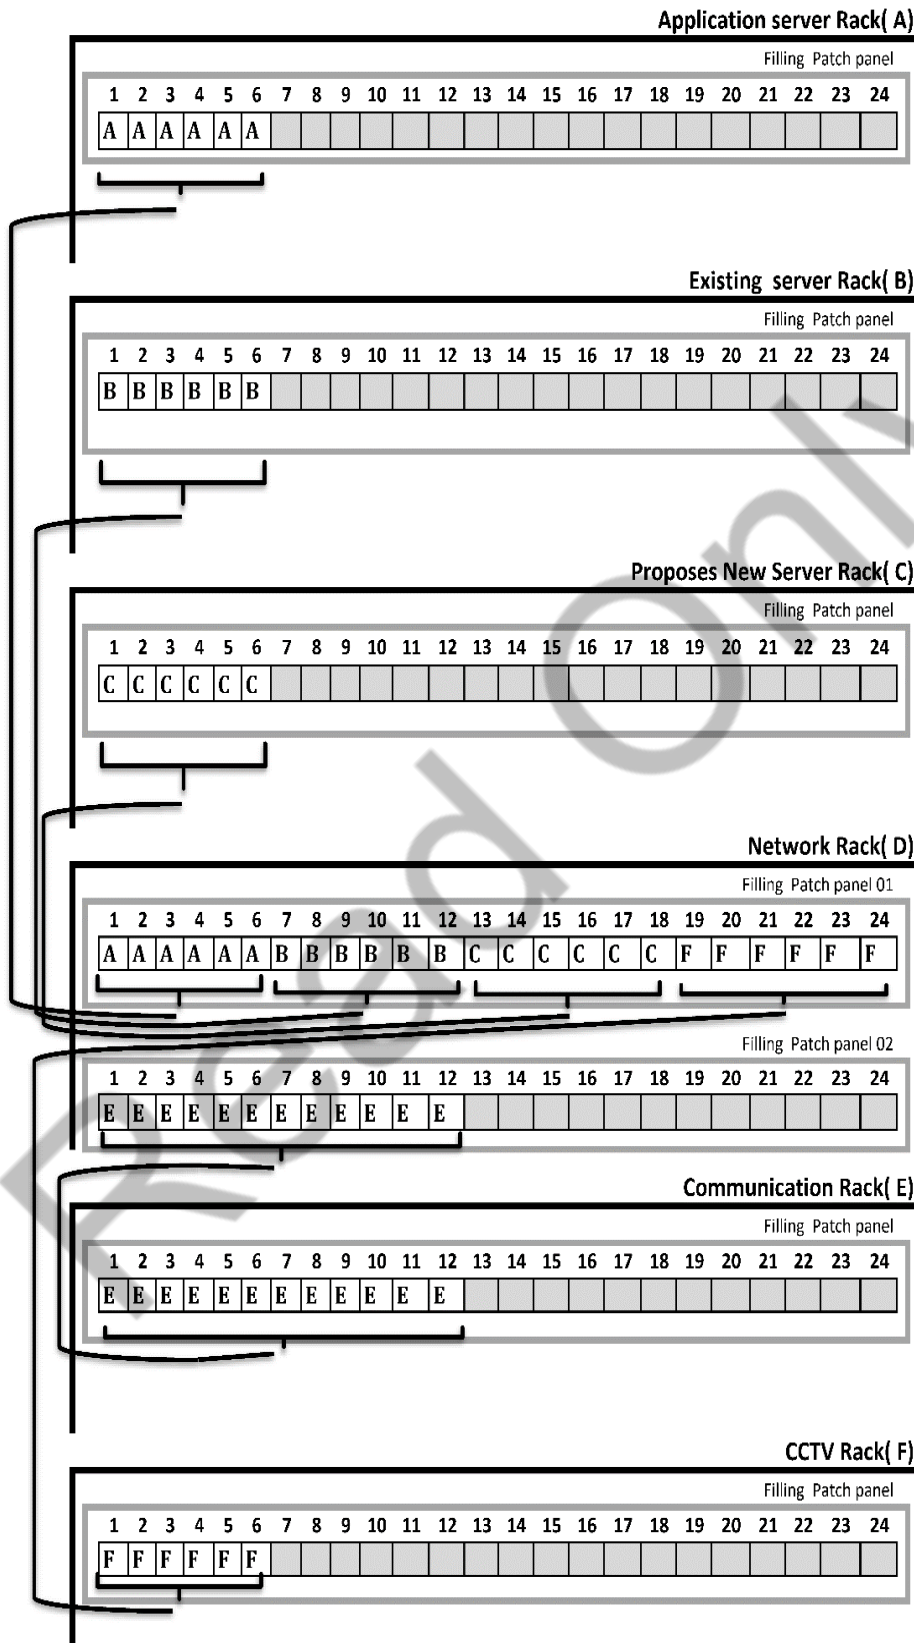 Application server Rack( A)
Filling Patch panel
1 2 3 4 5 6 7 8 9 10 11 12 13 14 15 16 17 18 19 20 21 22 23 24
A A A A A A
Existing server Rack( B)
Filling Patch panel
1 2 3 4 5 6 7 8 9 10 11 12 13 14 15 16 17 18 19 20 21 22 23 24
B B B B B B
Proposes New Server Rack( C)
Filling Patch panel
1 2 3 4 5 6 7 8 9 10 11 12 13 14 15 16 17 18 19 20 21 22 23 24
C C C C C C
Network Rack( D)
Filling Patch panel 01
1 2 3 4 5 6 7 8 9 10 11 12 13 14 15 16 17 18 19 20 21 22 23 24
A A A A A A B B B B B B C C C C C C F F F F F F
Filling Patch panel 02
1 2 3 4 5 6 7 8 9 10 11 12 13 14 15 16 17 18 19 20 21 22 23 24
E E E E E E E E E E E E
Communication Rack( E)
Filling Patch panel
1 2 3 4 5 6 7 8 9 10 11 12 13 14 15 16 17 18 19 20 21 22 23 24
E E E E E E E E E E E E
CCTV Rack( F)
Filling Patch panel
1 2 3 4 5 6 7 8 9 10 11 12 13 14 15 16 17 18 19 20 21 22 23 24
F F F F F F
Read Only